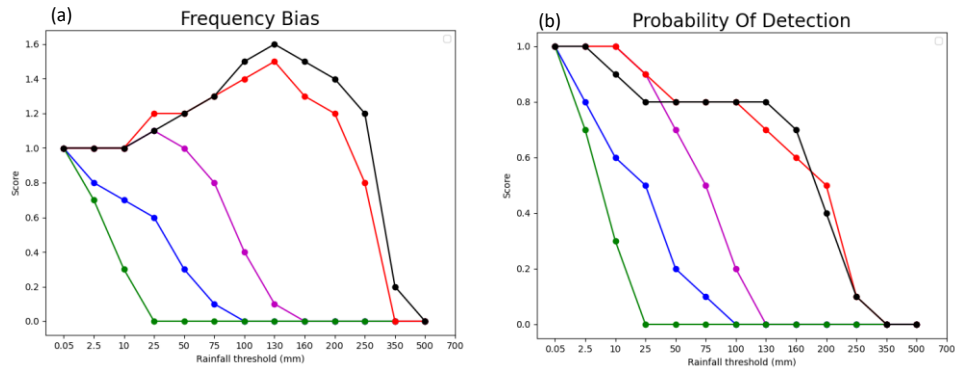 (a)
Frequency Bias
1.6
1.4
1.2
1.0
0.8
0.6
0.4
0.2
0.0
Score
0.05 2.5 10 25 50 75 100 130 160 200 250 350 500 700
Rainfall threshold (mm)
(b)
Probability Of Detection
1.0
0.8
0.6
0.4
0.2
0.0
Score
0.05 2.5 10 25 50 75 100 130 160 200 250 350 500 700
Rainfall threshold (mm)